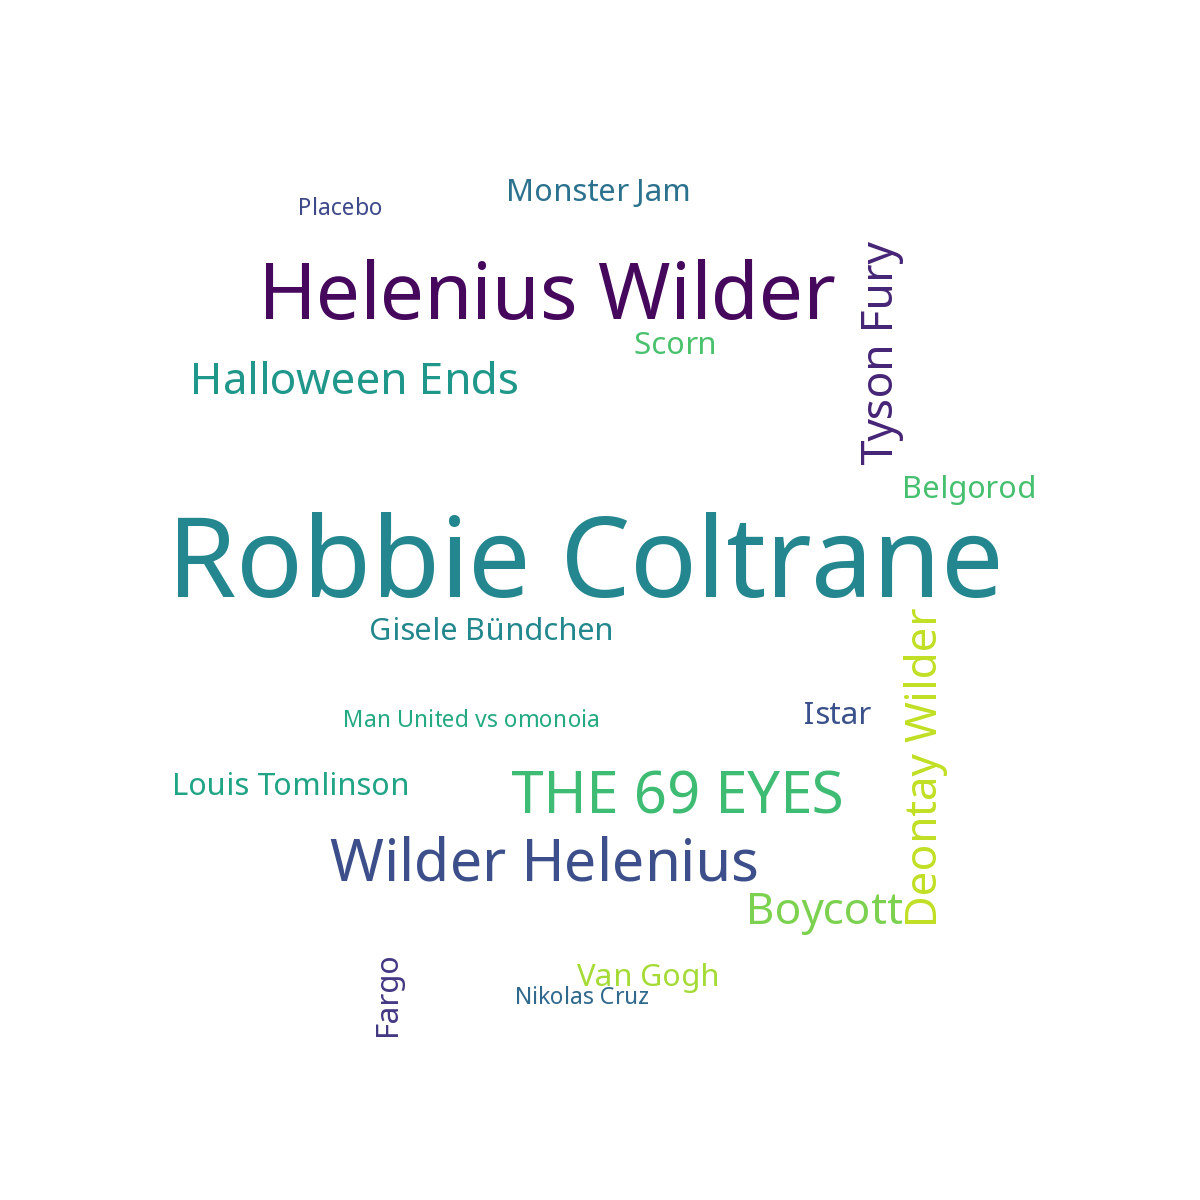 Monster Jam
Placebo
Helenius Wilder
Tyson Fury
Scorn
Halloween Ends
Belgorod
Robbie Coltrane
Gisele Bündchen
Deontay Wilder
Istar
Man United vs omonoia
Louis Tomlinson
THE 69 EYES
Wilder Helenius
Boycott
Van Gogh
Nikolas Cruz
Fargo